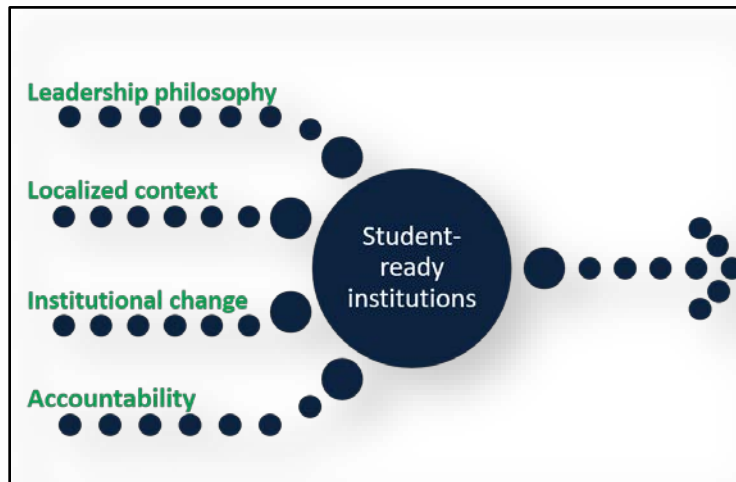 Leadership philosophy
Localized context
Student-
ready
institutions
Institutional change
Accountability